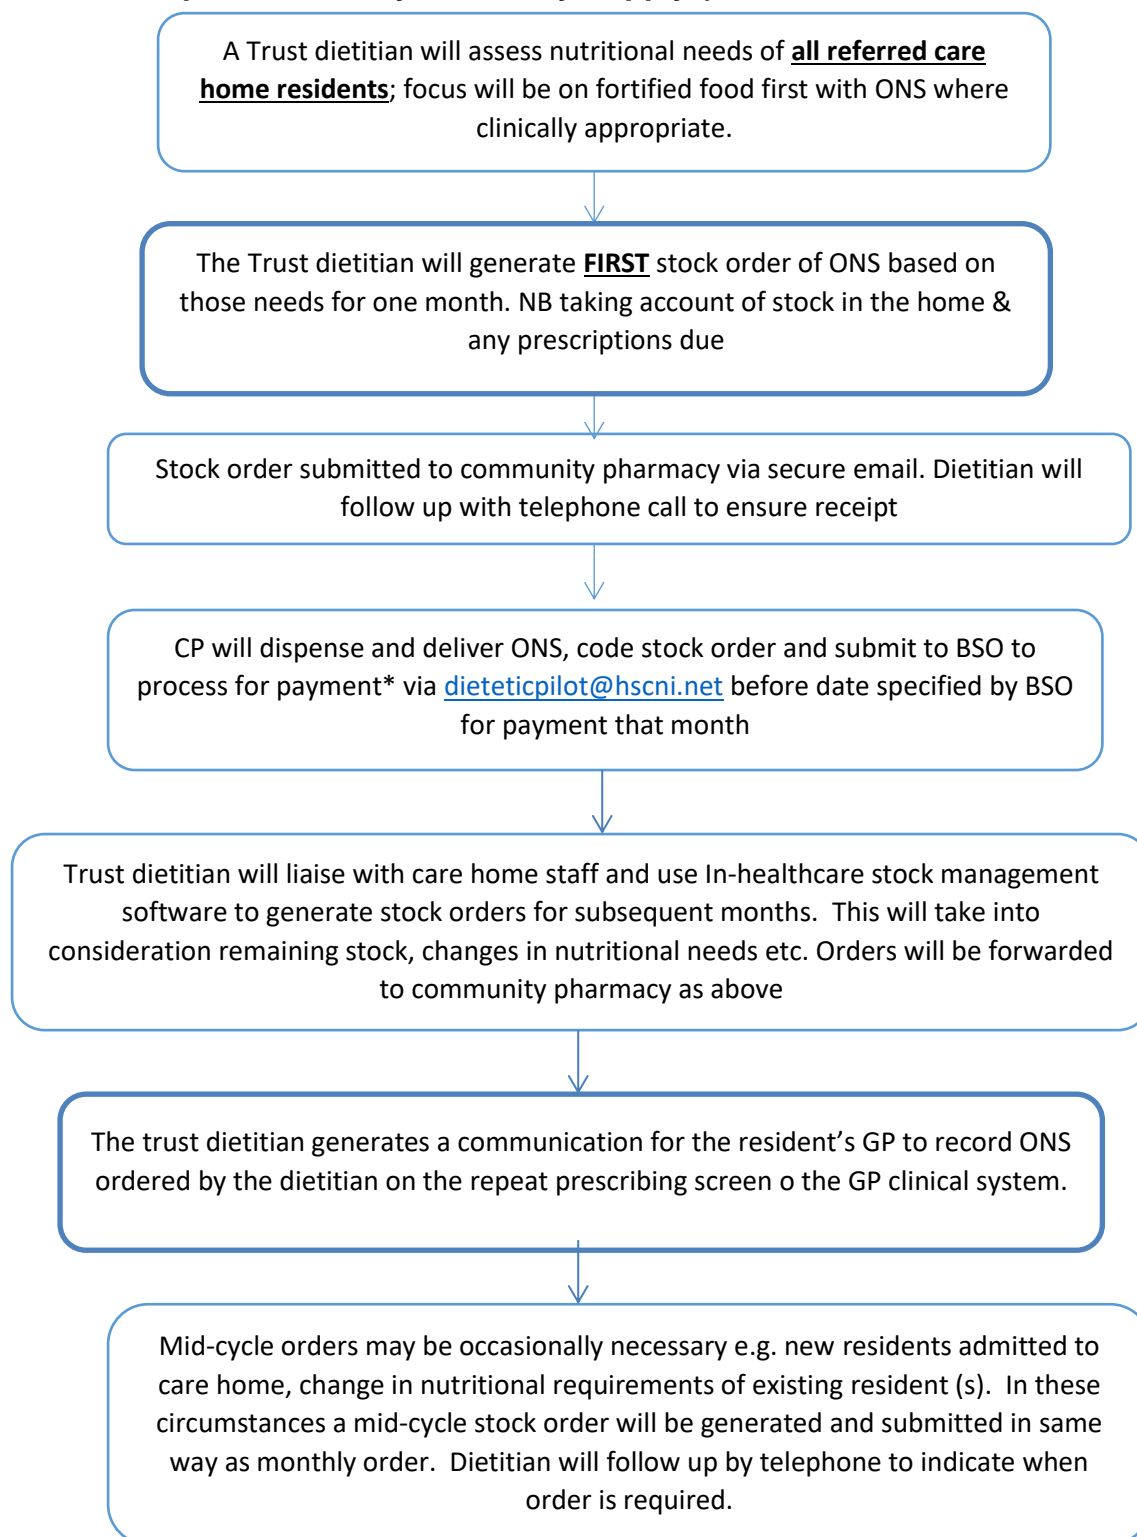 A Trust dietitian will assess nutritional needs of all referred care
home residents; focus will be on fortified food first with ONS where
clinically appropriate.
The Trust dietitian will generate FIRST stock order of ONS based on
those needs for one month. NB taking account of stock in the home &
any prescriptions due
Stock order submitted to community pharmacy via secure email. Dietitian will
follow up with telephone call to ensure receipt
CP will dispense and deliver ONS, code stock order and submit to BSO to
process for payment* via dieteticpilot@hscni.net before date specified by BSO
for payment that month
Trust dietitian will liaise with care home staff and use In-healthcare stock management
software to generate stock orders for subsequent months. This will take into
consideration remaining stock, changes in nutritional needs etc. Orders will be forwarded
to community pharmacy as above
The trust dietitian generates a communication for the resident’s GP to record ONS
ordered by the dietitian on the repeat prescribing screen o the GP clinical system.
Mid-cycle orders may be occasionally necessary e.g. new residents admitted to
care home, change in nutritional requirements of existing resident (s). In these
circumstances a mid-cycle stock order will be generated and submitted in same
way as monthly order. Dietitian will follow up by telephone to indicate when
order is required.